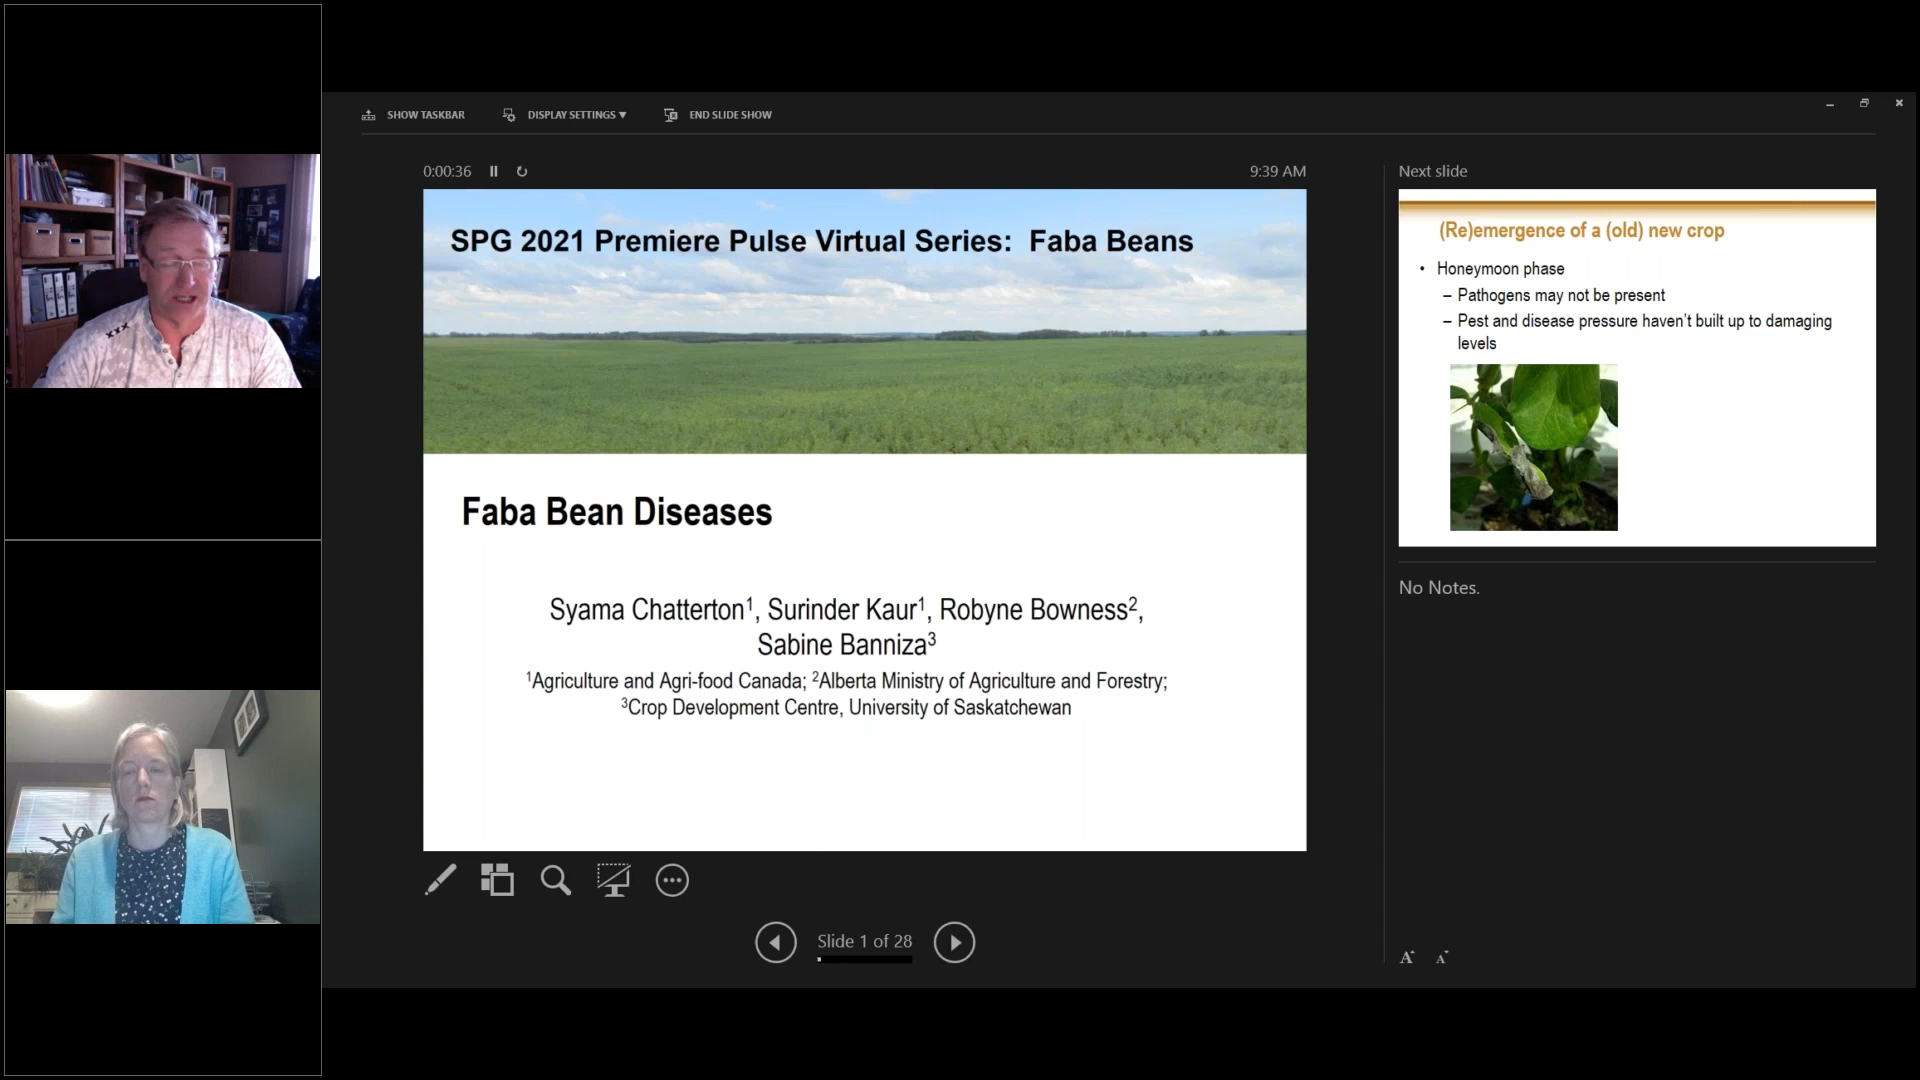 SHOW TASKBAR
DISPLAY SETTINGS ▼
END SLIDE SHOW
0:00:36
9:39 AM
SPG 2021 Premiere Pulse Virtual Series: Faba Beans
Faba Bean Diseases
Syama Chatterton¹, Surinder Kaur¹, Robyne Bowness²,
Sabine Banniza³
¹Agriculture and Agri-food Canada; ²Alberta Ministry of Agriculture and Forestry;
³Crop Development Centre, University of Saskatchewan
Slide 1 of 28
Next slide
(Re)emergence of a (old) new crop
• Honeymoon phase
– Pathogens may not be present
– Pest and disease pressure haven't built up to damaging
levels
No Notes.
A A